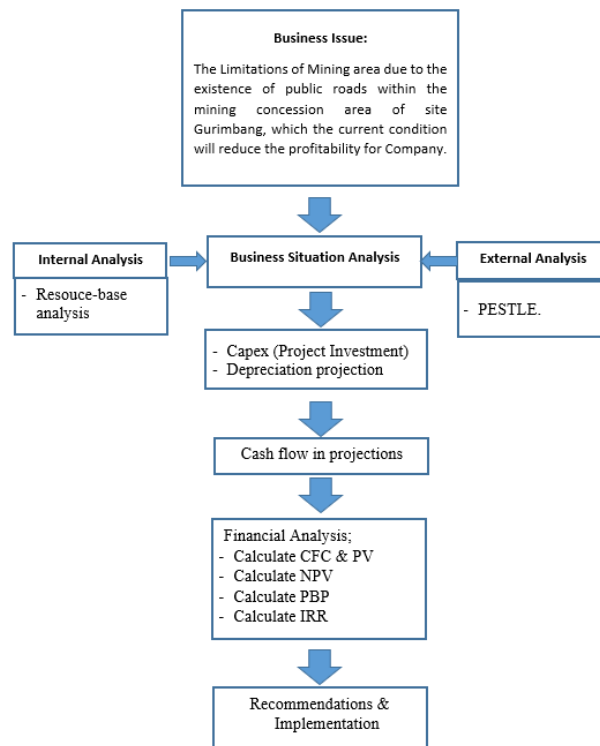 Business Issue:
The Limitations of Mining area due to the
existence of public roads within the
mining concession area of site
Gurimbang, which the current condition
will reduce the profitability for Company.
Internal Analysis
- Resouce-base
analysis
Business Situation Analysis
External Analysis
- PESTLE.
- Capex (Project Investment)
- Depreciation projection
Cash flow in projections
Financial Analysis;
- Calculate CFC & PV
- Calculate NPV
- Calculate PBP
- Calculate IRR
Recommendations &
Implementation